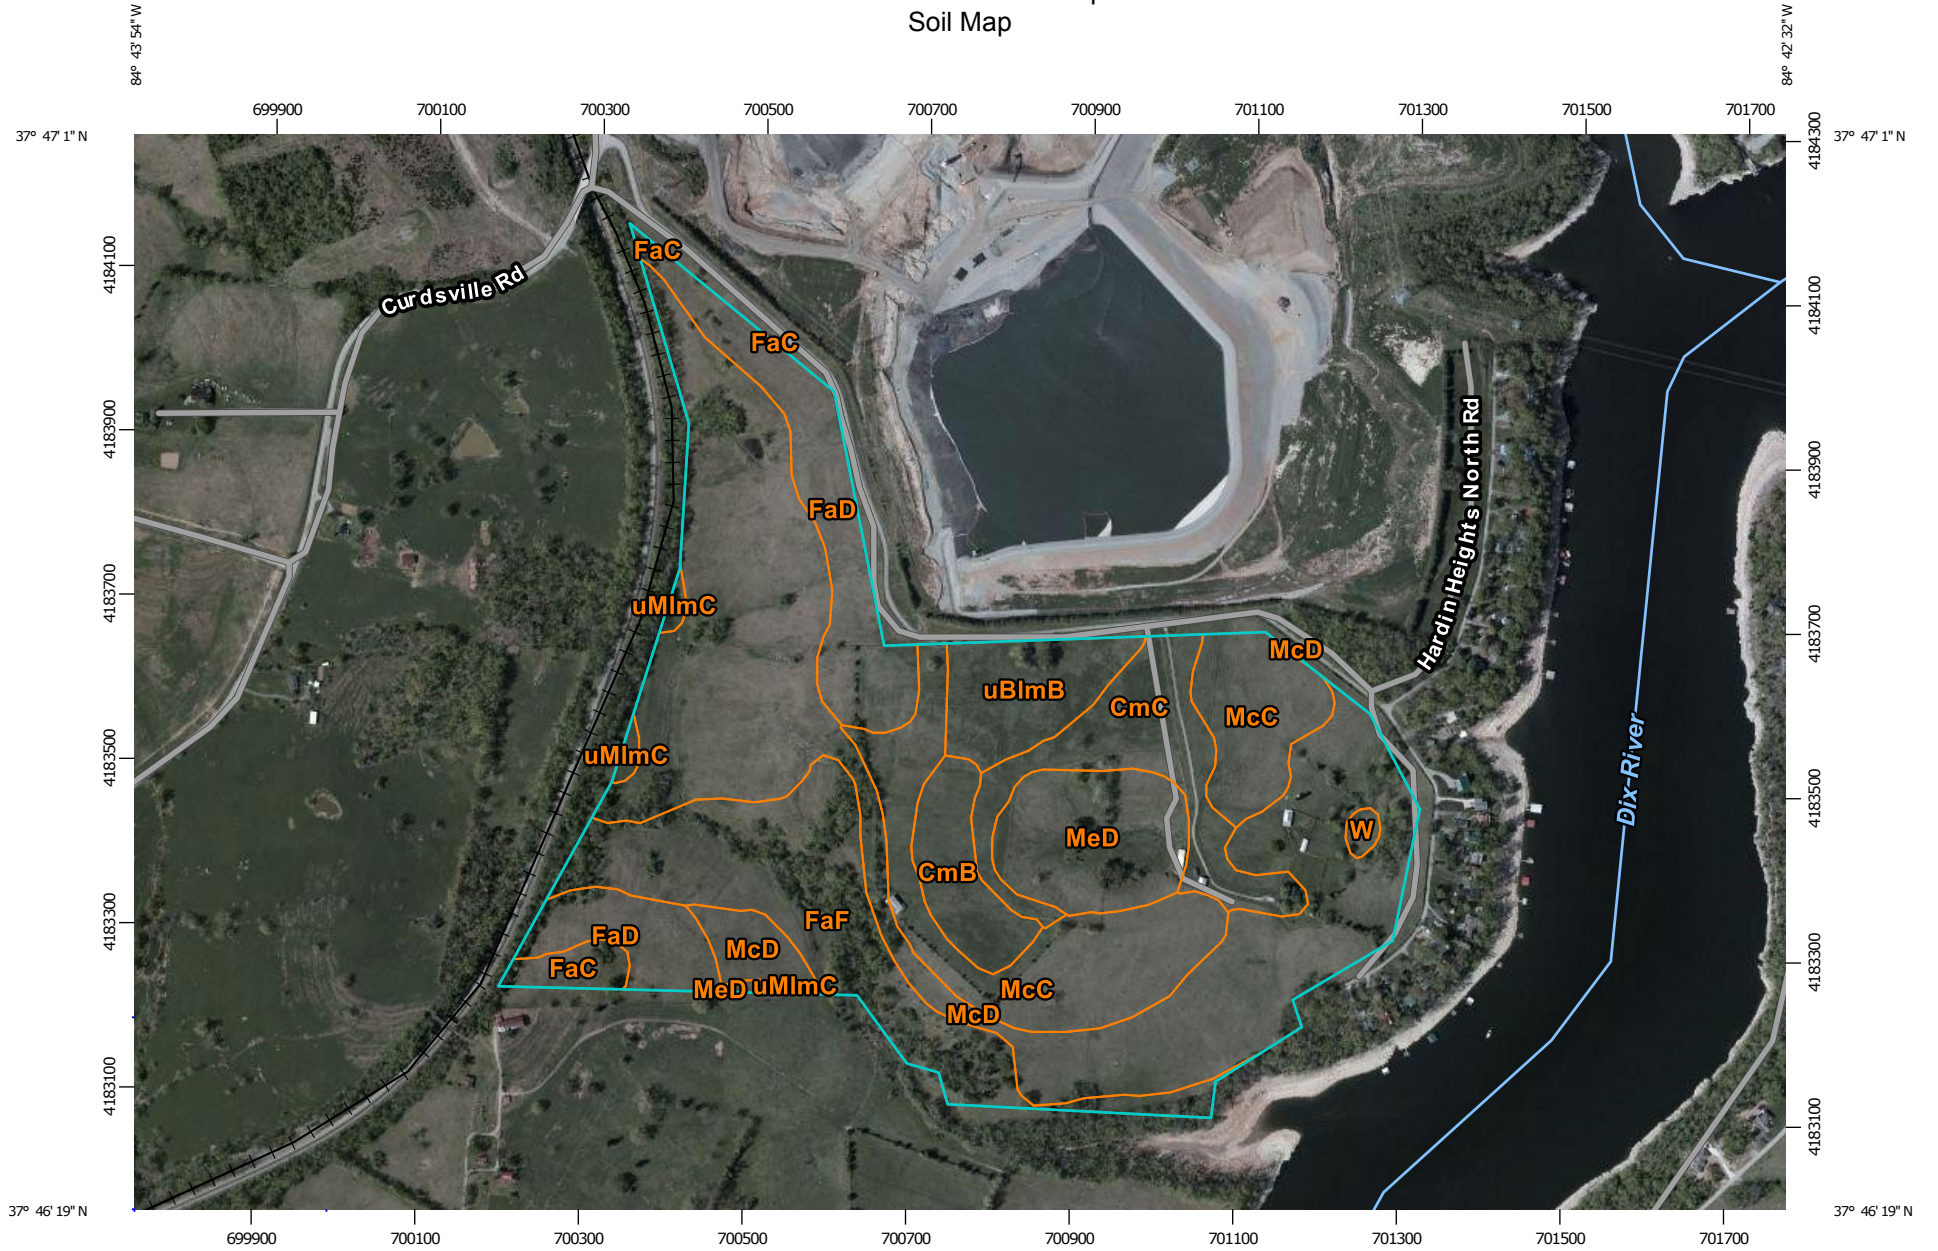 Soil Map
84° 43' 54" W
84° 42' 32" W
699900 700100 700300 700500 700700 700900 701100 701300 701500 701700
37° 47' 1" N
37° 47' 1" N
4184300
4184100
4184100
4183900
4183900
4183700
4183700
4183500
4183500
4183300
4183300
4183100
4183100
Curdsville Rd
Hardin Heights North Rd
Dix-River
FaC
FaC
FaD
uMlmC
McD
uBlmB
CmC
McC
uMlmC
MeD
W
CmB
FaF
FaD
McD
FaC
MeD
uMlmC
McC
McD
37° 46' 19" N
37° 46' 19" N
699900 700100 700300 700500 700700 700900 701100 701300 701500 701700